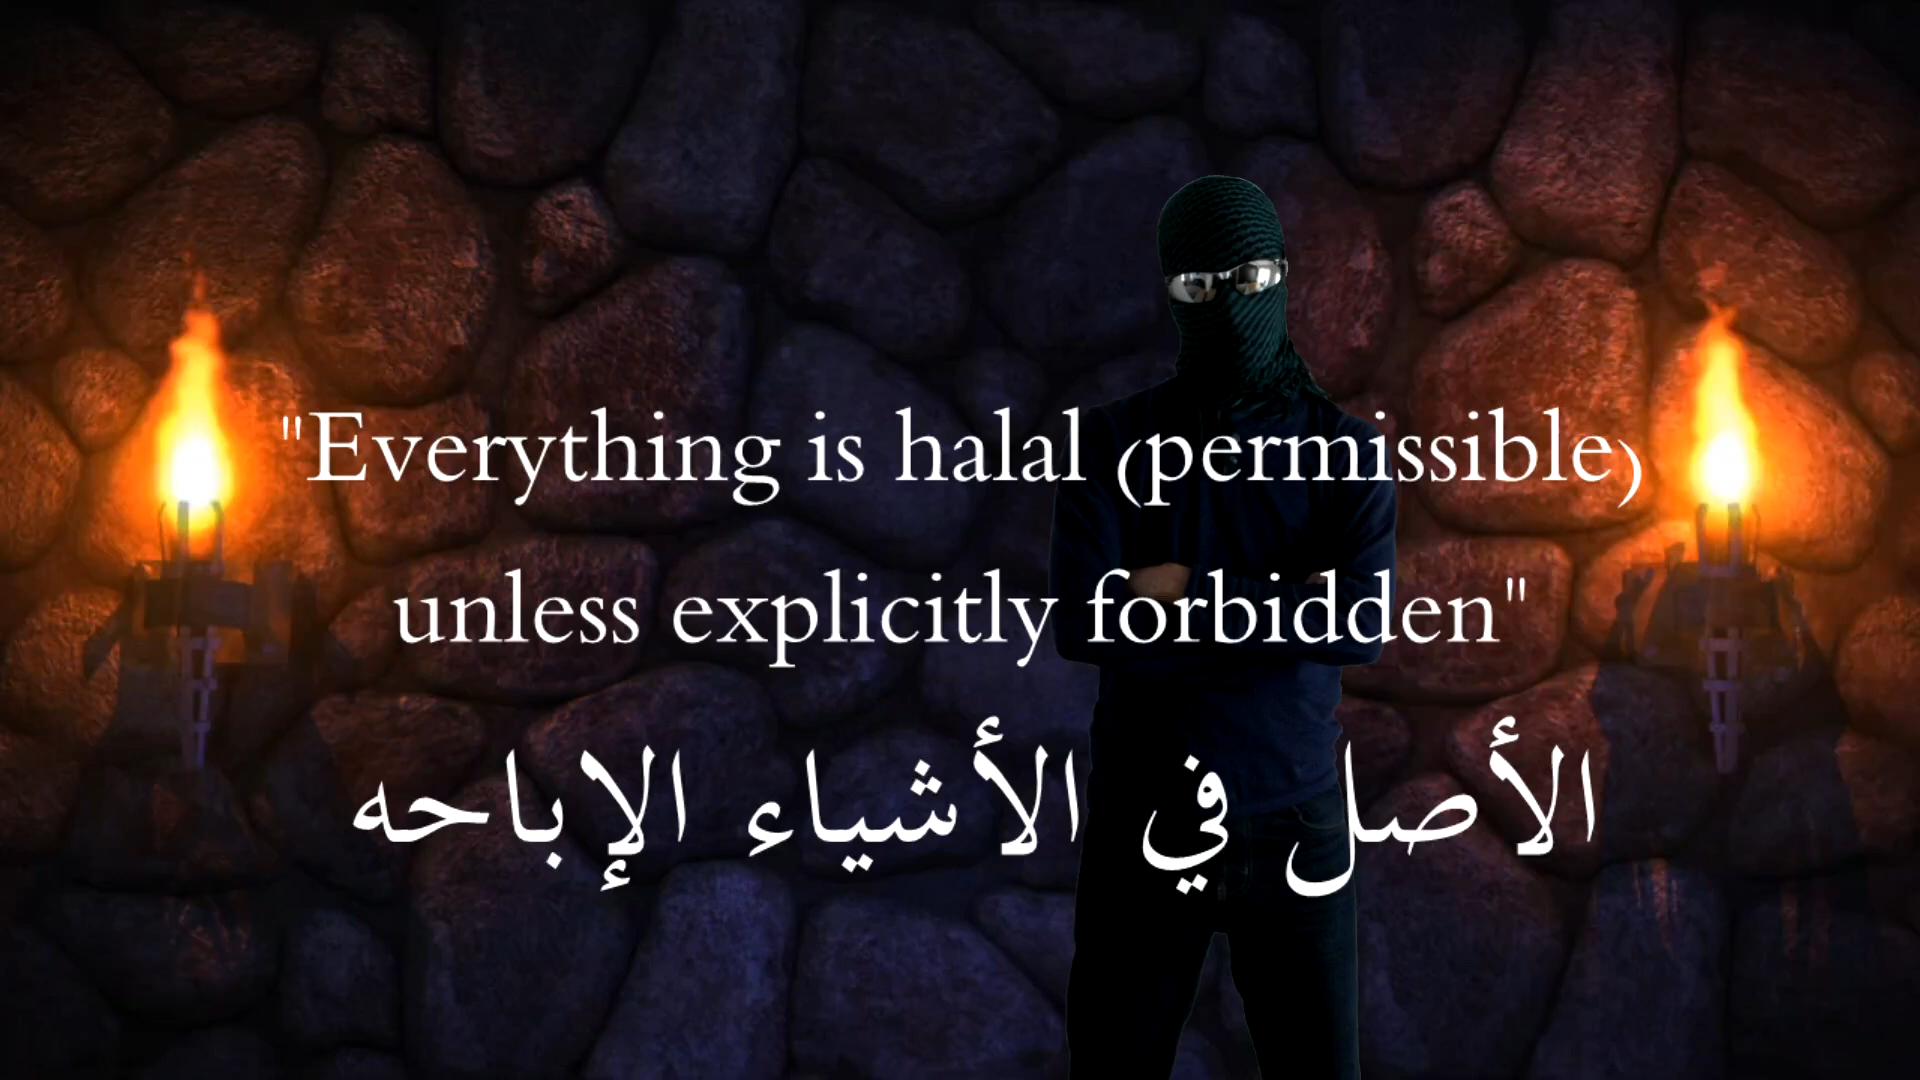 "Everything is halal (permissible)
unless explicitly forbidden"
الأصل في الأشياء الإباحه